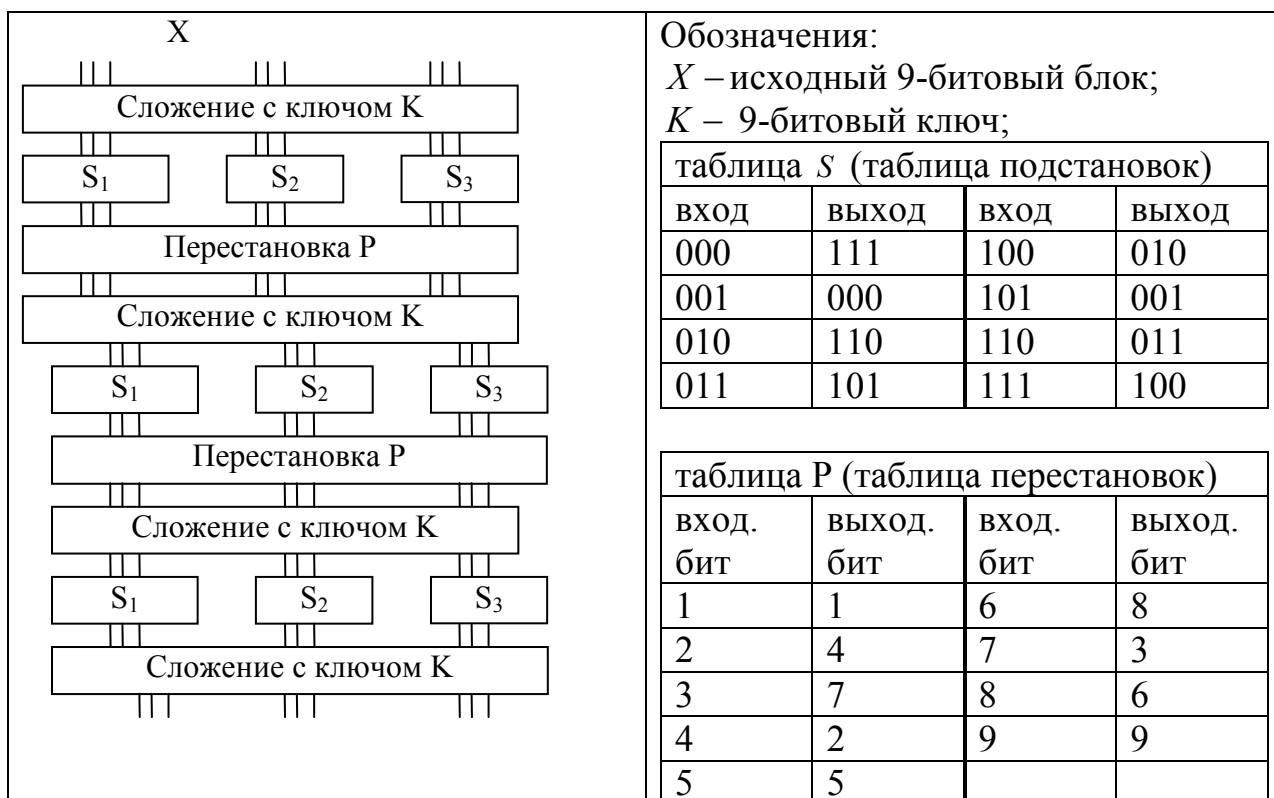 X
Сложение с ключом K
S₁ S₂ S₃
Перестановка P
Сложение с ключом K
S₁ S₂ S₃
Перестановка P
Сложение с ключом K
S₁ S₂ S₃
Сложение с ключом K
Обозначения:
X – исходный 9-битовый блок;
K – 9-битовый ключ;
таблица S (таблица подстановок)
вход выход вход выход
000 111 100 010
001 000 101 001
010 110 110 011
011 101 111 100
таблица P (таблица перестановок)
вход. выход. вход. выход.
бит бит бит бит
1 1 6 8
2 4 7 3
3 7 8 6
4 2 9 9
5 5